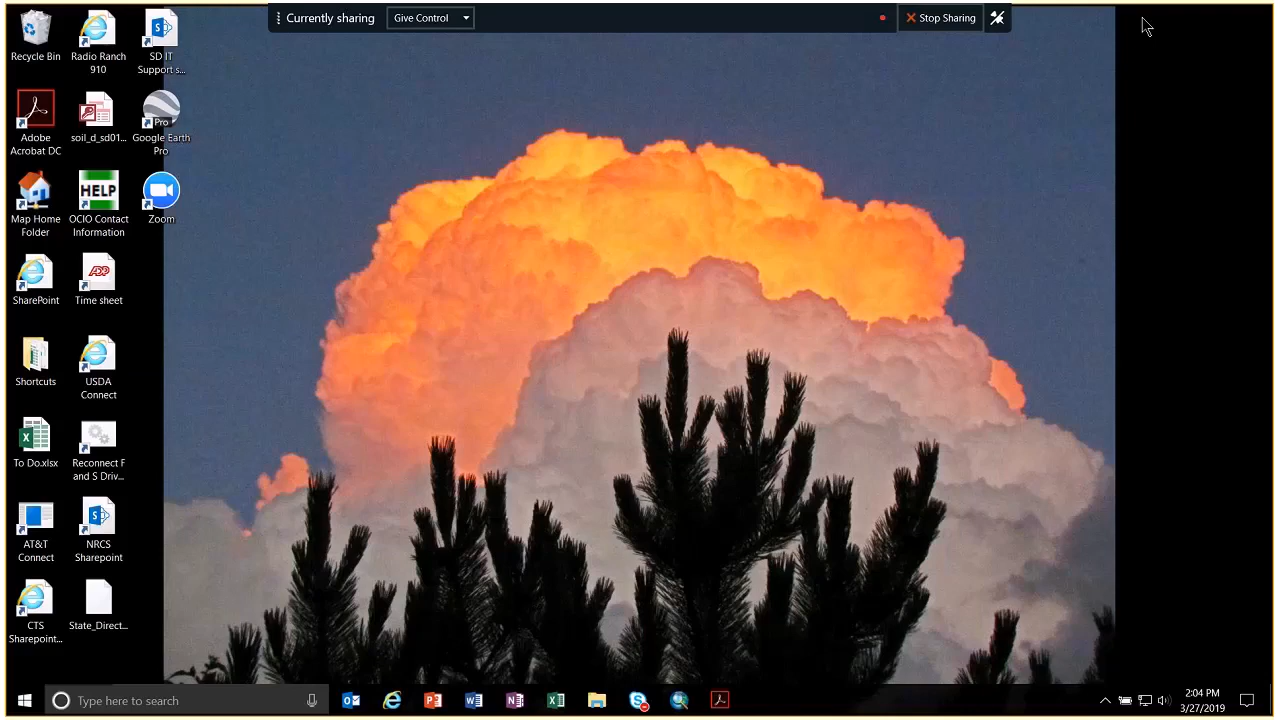 Currently sharing
Give Control
Stop Sharing
Recycle Bin
Radio Ranch
910
SD IT
Support s...
Adobe
Acrobat DC
soil_d_sd01...
Pro
Google Earth
Pro
Map Home
Folder
HELP
OCIO Contact
Information
Zoom
SharePoint
ADP
Time sheet
Shortcuts
USDA
Connect
To Do.xlsx
Reconnect F
and S Driv...
AT&T
Connect
NRCS
Sharepoint
CTS
Sharepoint...
State_Direct...
Type here to search
2:04 PM
3/27/2019